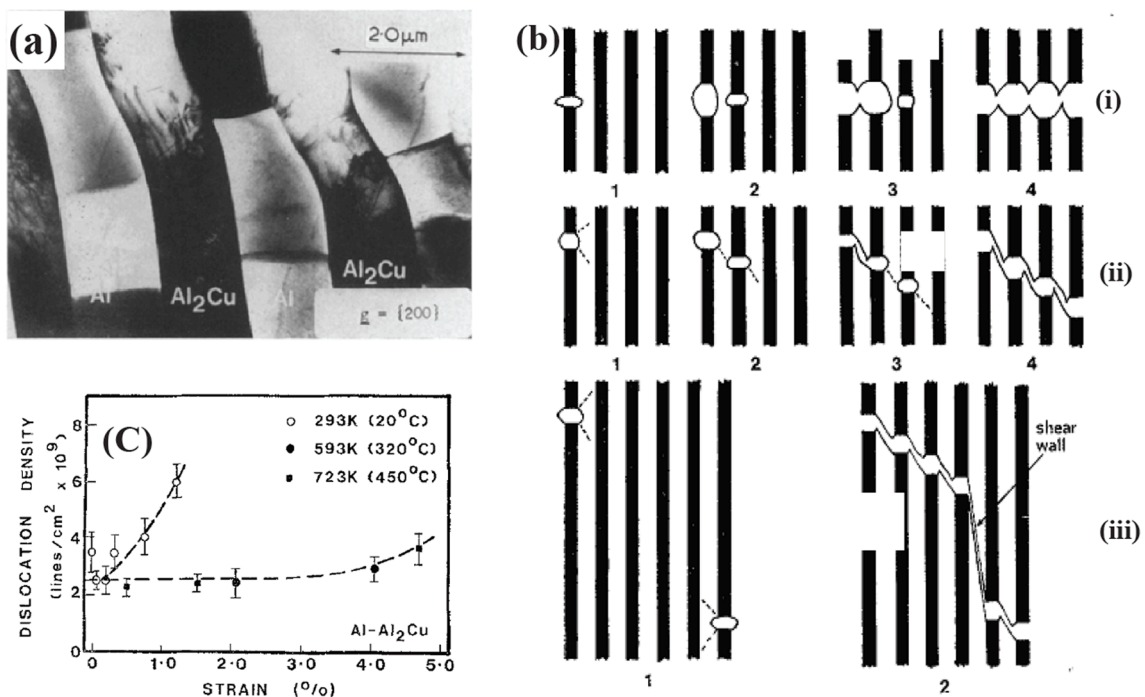 (a)
2·0μm
Al
Al₂Cu
Al
Al₂Cu
g = {200}
(b)
1
2
3
4
(i)
1
2
3
4
(ii)
1
shear
wall
2
(iii)
(C)
DISLOCATION DENSITY
(lines/cm² x 10⁹)
8
6
4
2
0
293K (20°C)
593K (320°C)
723K (450°C)
Al-Al₂Cu
0 1·0 2·0 3·0 4·0 5·0
STRAIN (%)